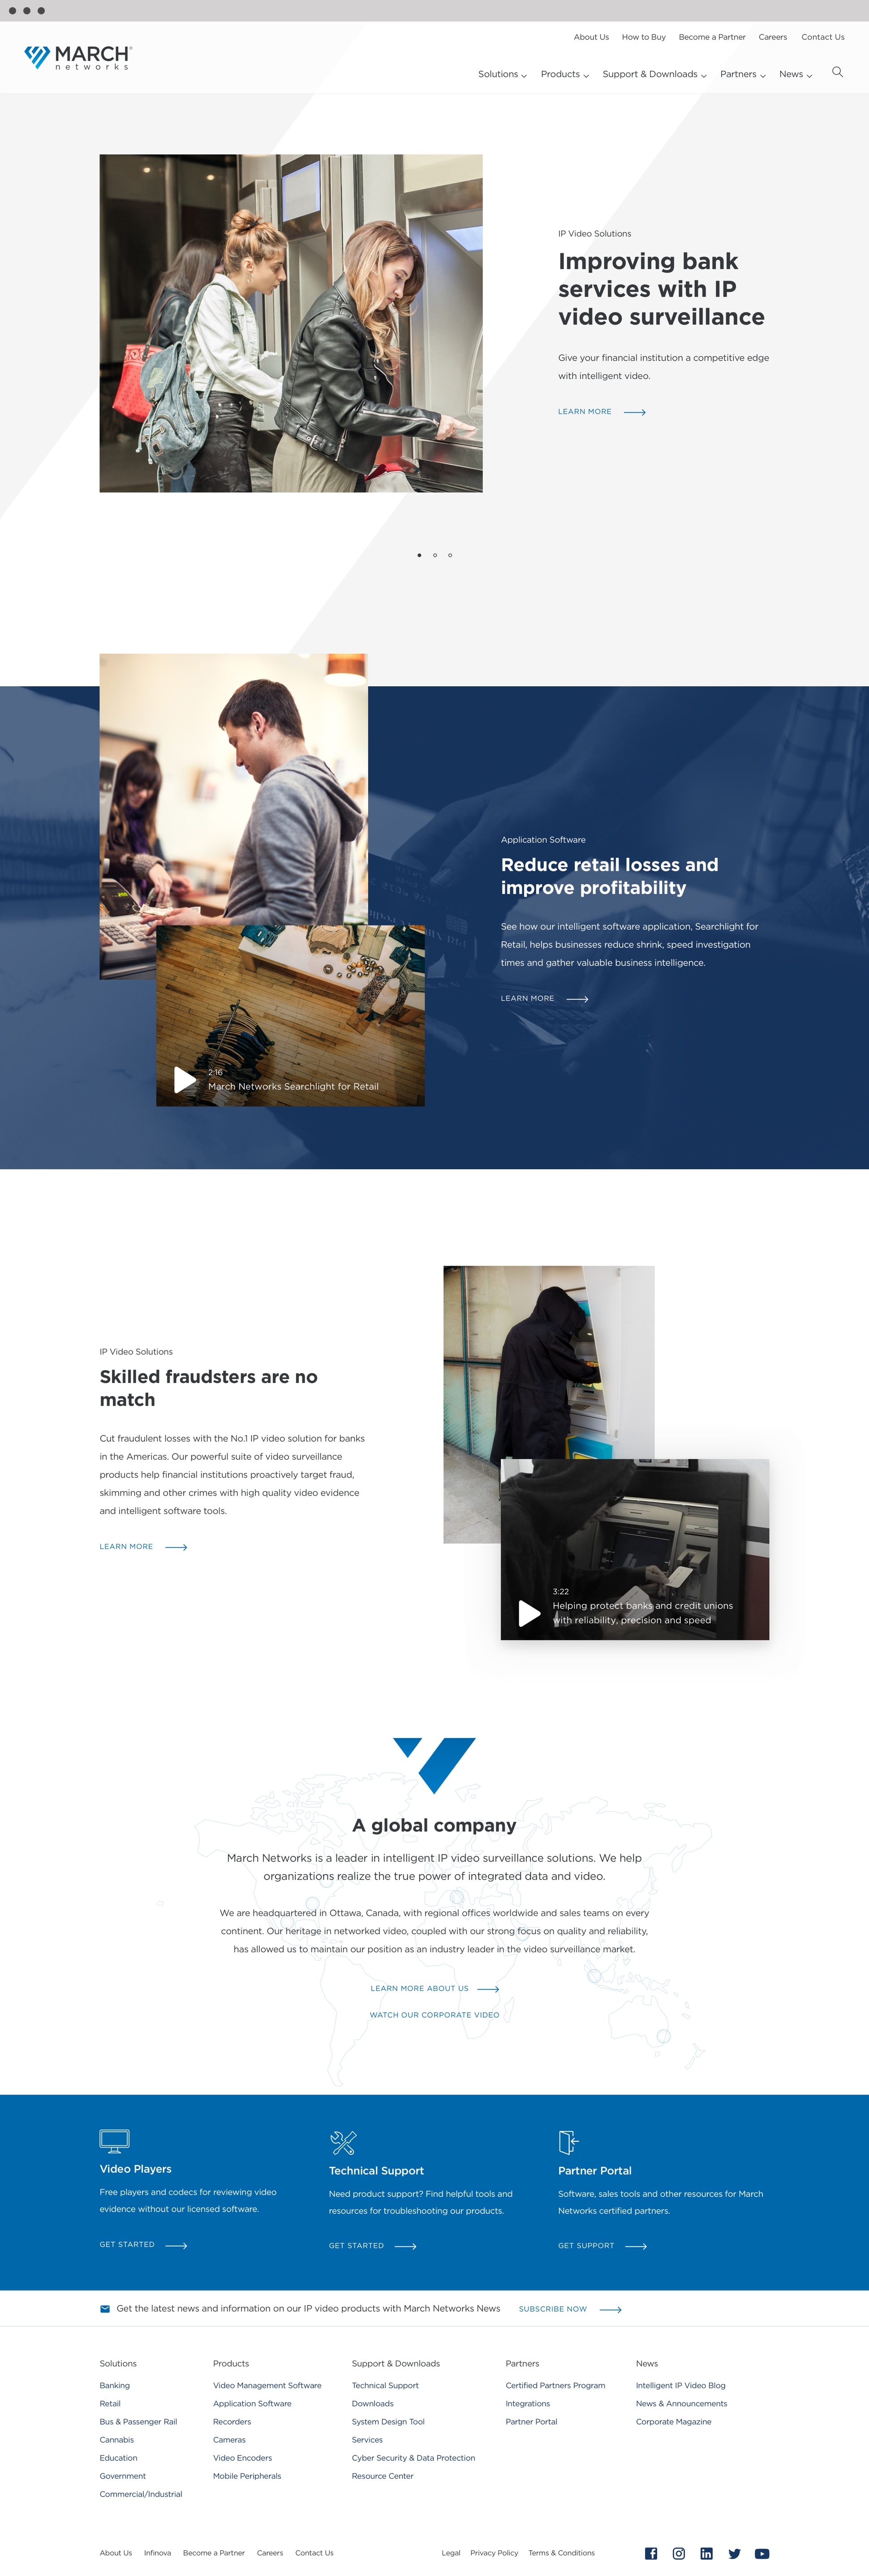 MARCH®
networks
About Us How to Buy Become a Partner Careers Contact Us
Solutions Products Support & Downloads Partners News
IP Video Solutions
Improving bank
services with IP
video surveillance
Give your financial institution a competitive edge
with intelligent video.
LEARN MORE
Application Software
Reduce retail losses and
improve profitability
See how our intelligent software application, Searchlight for
Retail, helps businesses reduce shrink, speed investigation
times and gather valuable business intelligence.
LEARN MORE
2:16
March Networks Searchlight for Retail
IP Video Solutions
Skilled fraudsters are no
match
Cut fraudulent losses with the No.1 IP video solution for banks
in the Americas. Our powerful suite of video surveillance
products help financial institutions proactively target fraud,
skimming and other crimes with high quality video evidence
and intelligent software tools.
LEARN MORE
3:22
Helping protect banks and credit unions
with reliability, precision and speed
A global company
March Networks is a leader in intelligent IP video surveillance solutions. We help
organizations realize the true power of integrated data and video.
We are headquartered in Ottawa, Canada, with regional offices worldwide and sales teams on every
continent. Our heritage in networked video, coupled with our strong focus on quality and reliability,
has allowed us to maintain our position as an industry leader in the video surveillance market.
LEARN MORE ABOUT US
WATCH OUR CORPORATE VIDEO
Video Players
Free players and codecs for reviewing video
evidence without our licensed software.
GET STARTED
Technical Support
Need product support? Find helpful tools and
resources for troubleshooting our products.
GET STARTED
Partner Portal
Software, sales tools and other resources for March
Networks certified partners.
GET SUPPORT
Get the latest news and information on our IP video products with March Networks News SUBSCRIBE NOW
Solutions
Banking
Retail
Bus & Passenger Rail
Cannabis
Education
Government
Commercial/Industrial
Products
Video Management Software
Application Software
Recorders
Cameras
Video Encoders
Mobile Peripherals
Support & Downloads
Technical Support
Downloads
System Design Tool
Services
Cyber Security & Data Protection
Resource Center
Partners
Certified Partners Program
Integrations
Partner Portal
News
Intelligent IP Video Blog
News & Announcements
Corporate Magazine
About Us Infinova Become a Partner Careers Contact Us Legal Privacy Policy Terms & Conditions